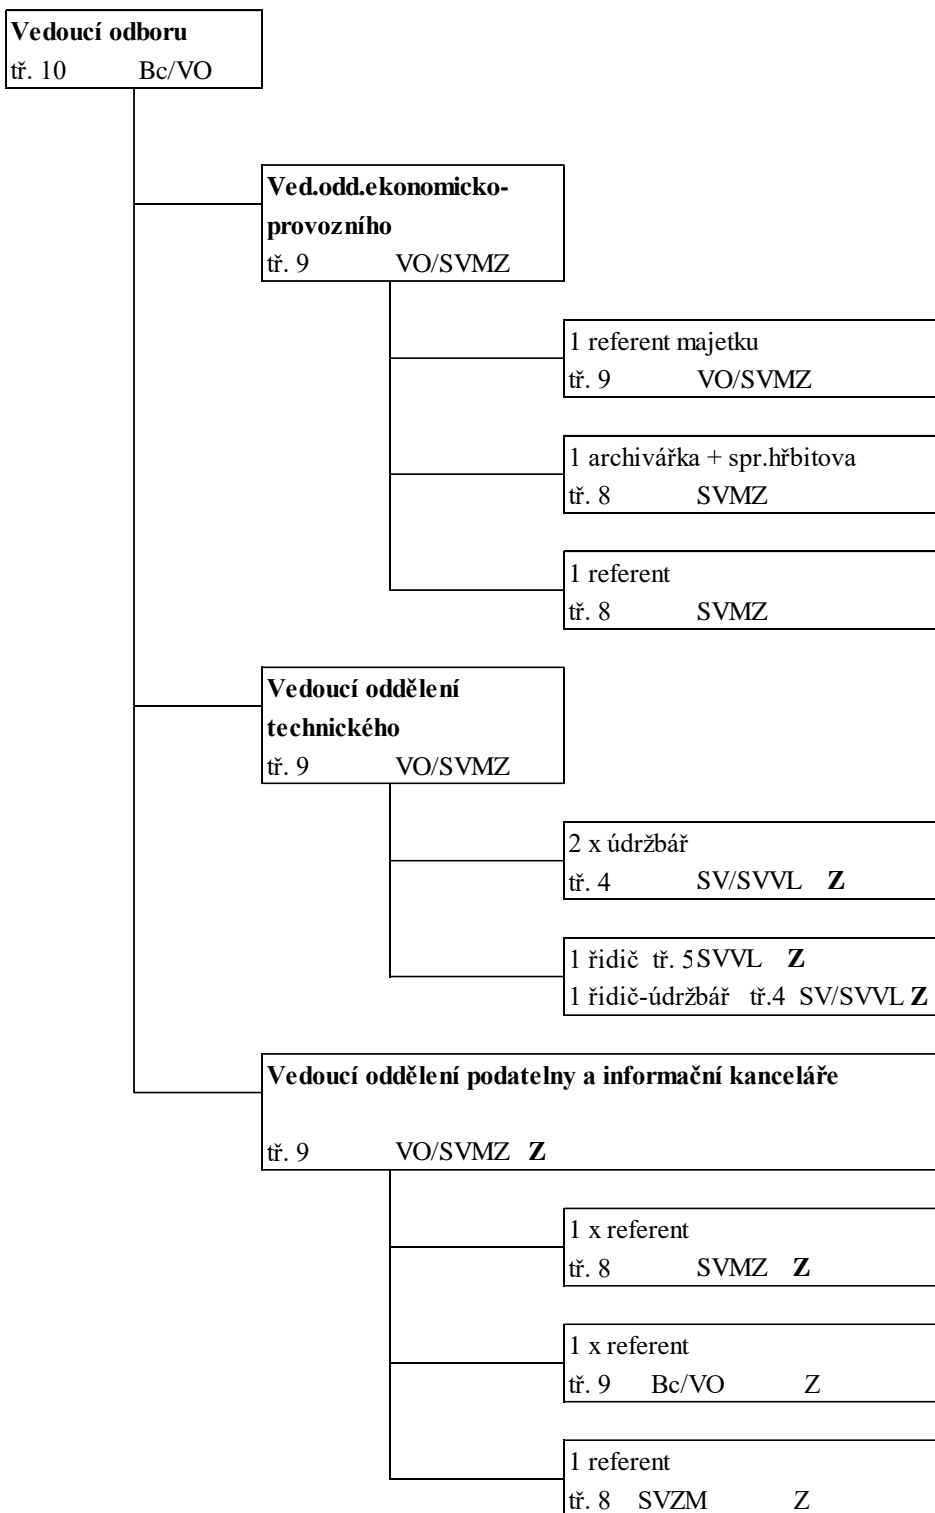 Vedoucí odboru
tř. 10 Bc/VO
Ved.odd.ekonomicko-
provozního
tř. 9 VO/SVMZ
1 referent majetku
tř. 9 VO/SVMZ
1 archivářka + spr.hřbitova
tř. 8 SVMZ
1 referent
tř. 8 SVMZ
Vedoucí oddělení
technického
tř. 9 VO/SVMZ
2 x údržbář
tř. 4 SV/SVVL Z
1 řidič tř. 5 SVVL Z
1 řidič-údržbář tř.4 SV/SVVL Z
Vedoucí oddělení podatelny a informační kanceláře
tř. 9 VO/SVMZ Z
1 x referent
tř. 8 SVMZ Z
1 x referent
tř. 9 Bc/VO Z
1 referent
tř. 8 SVZM Z